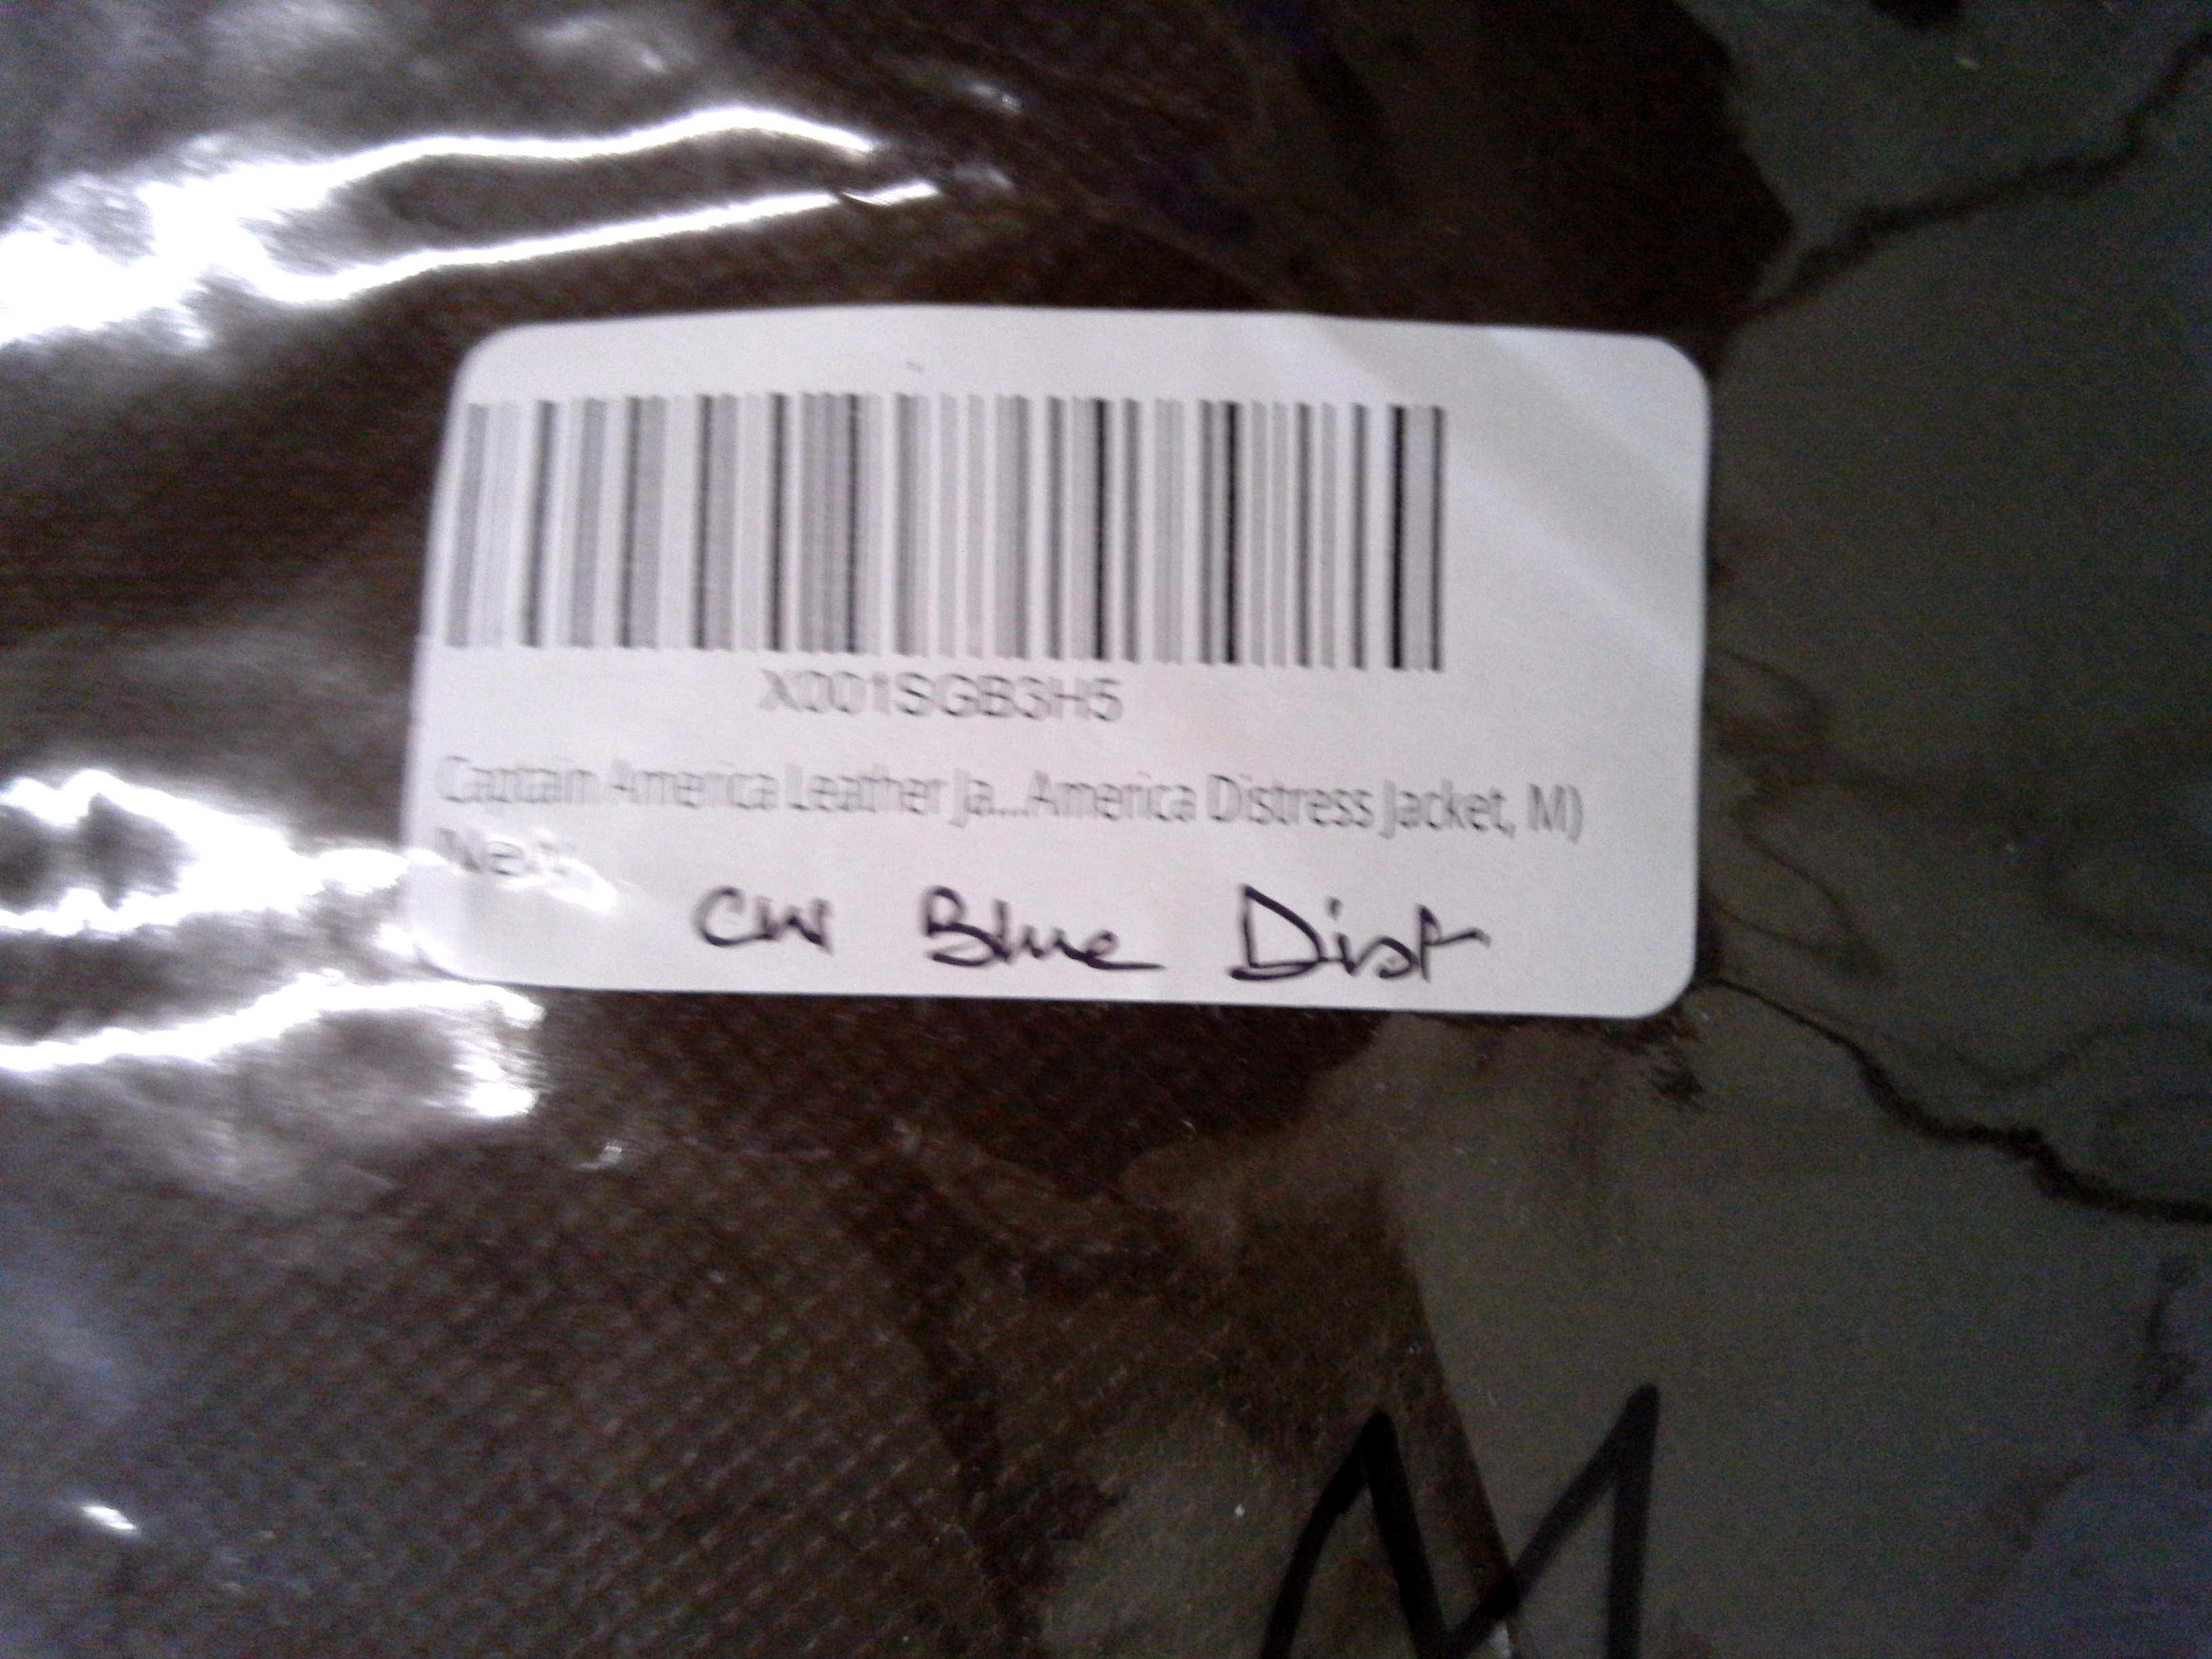 X001SGB3H5
Captain America Leather Ja...America Distress Jacket, M)
New
CW Blue Dist
M